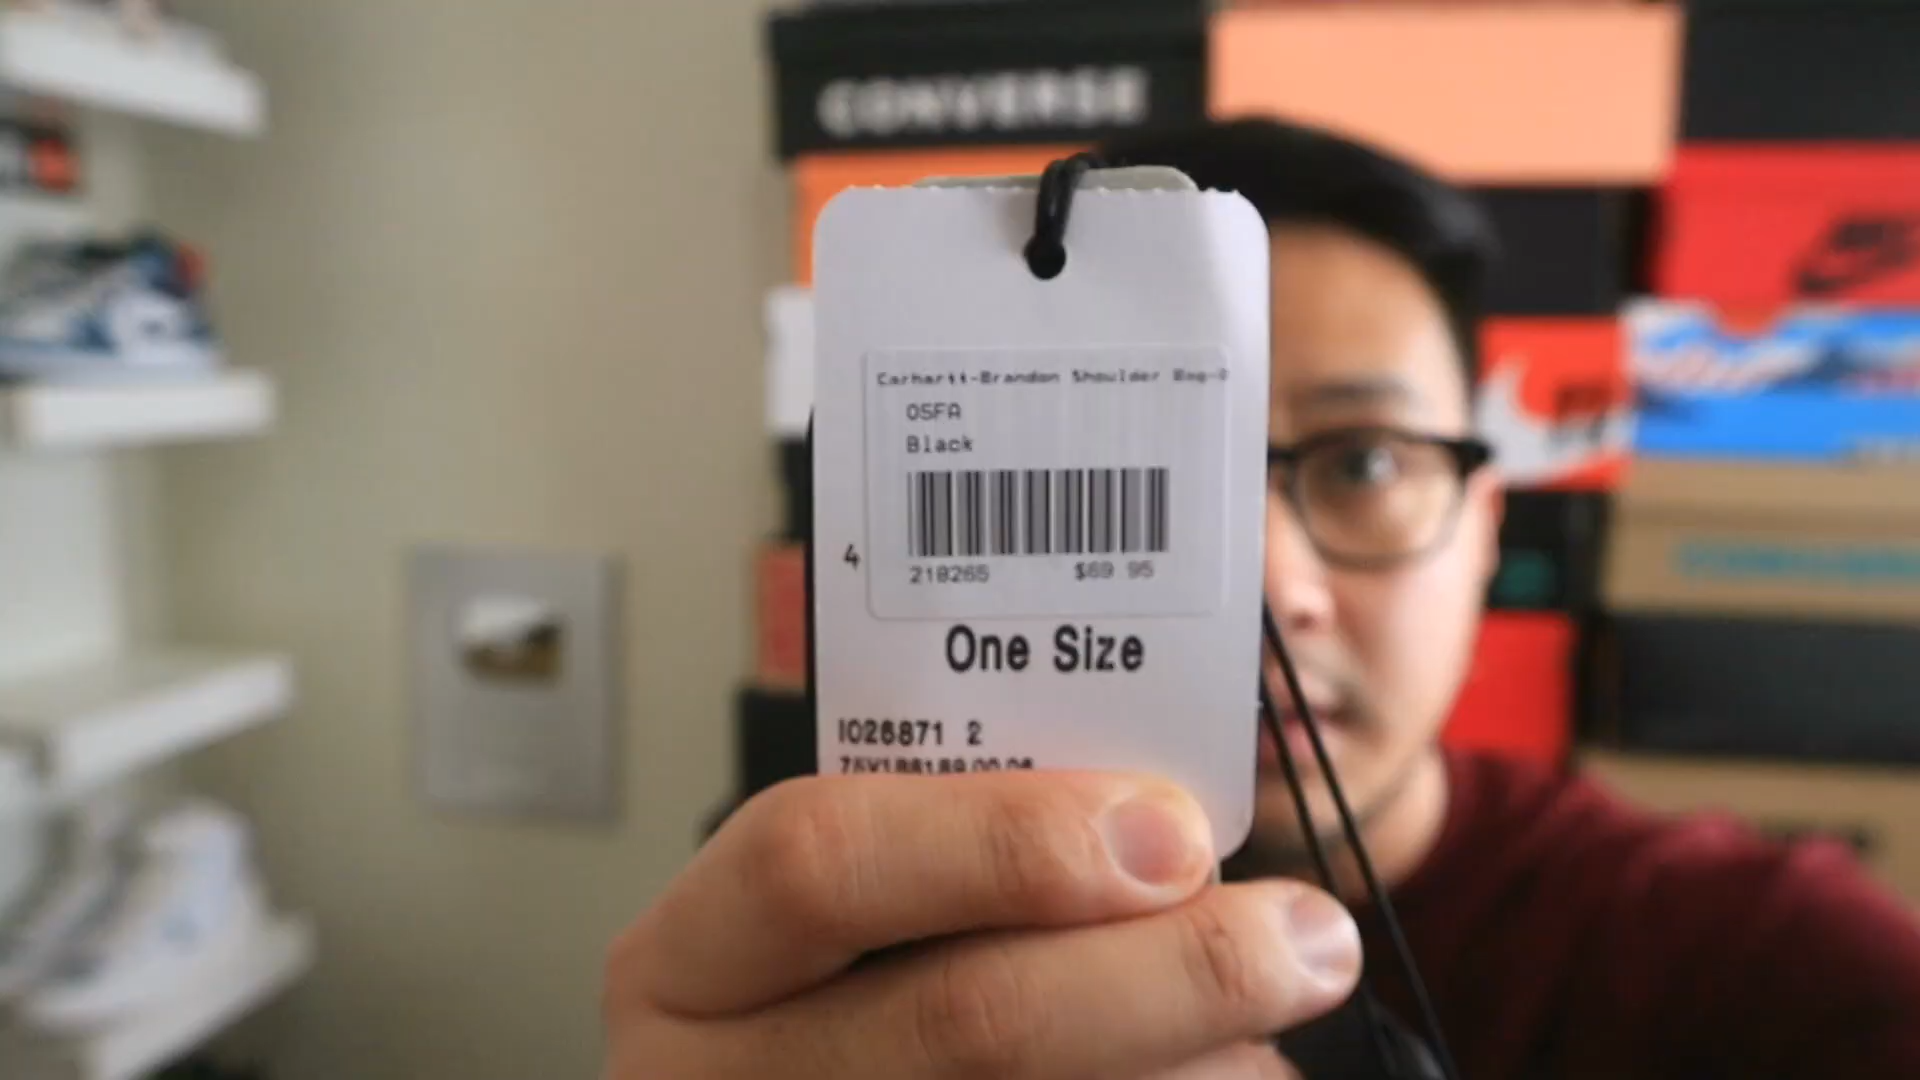 CONVERSE
Carhartt-Brandon Shoulder Bag-B
OSFA
Black
4
218265 $69 95
One Size
I026871 2